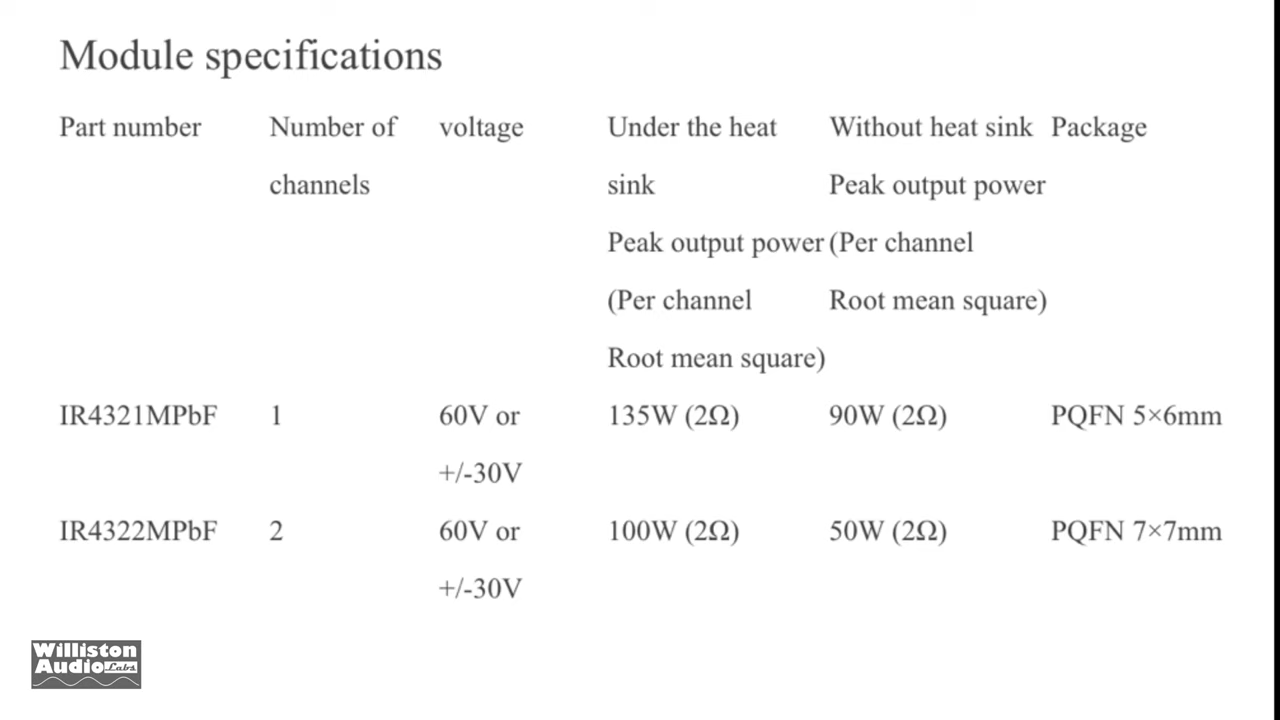 Module specifications
Part number Number of voltage Under the heat Without heat sink Package
channels sink Peak output power
Peak output power (Per channel
(Per channel Root mean square)
Root mean square)
IR4321MPbF 1 60V or 135W (2Ω) 90W (2Ω) PQFN 5×6mm
+/-30V
IR4322MPbF 2 60V or 100W (2Ω) 50W (2Ω) PQFN 7×7mm
+/-30V
Williston
Audio Labs